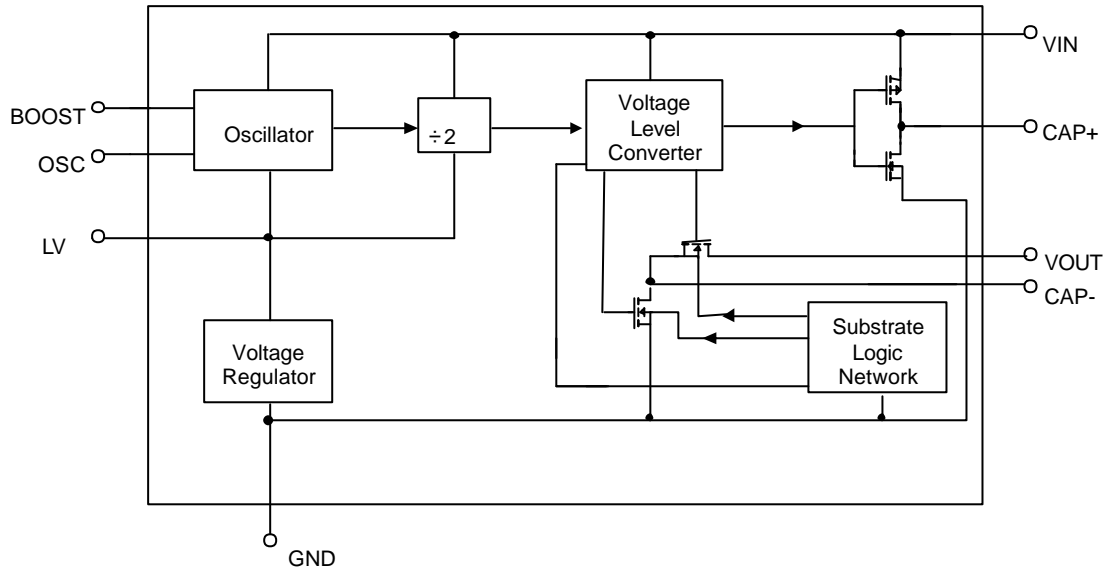 VIN
BOOST
Oscillator
÷2
Voltage
Level
Converter
CAP+
OSC
LV
VOUT
CAP-
Voltage
Regulator
Substrate
Logic
Network
GND